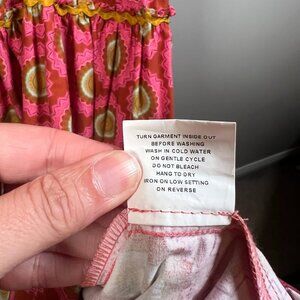 TURN GARMENT INSIDE OUT
BEFORE WASHING
WASH IN COLD WATER
ON GENTLE CYCLE
DO NOT BLEACH
HANG TO DRY
IRON ON LOW SETTING
ON REVERSE